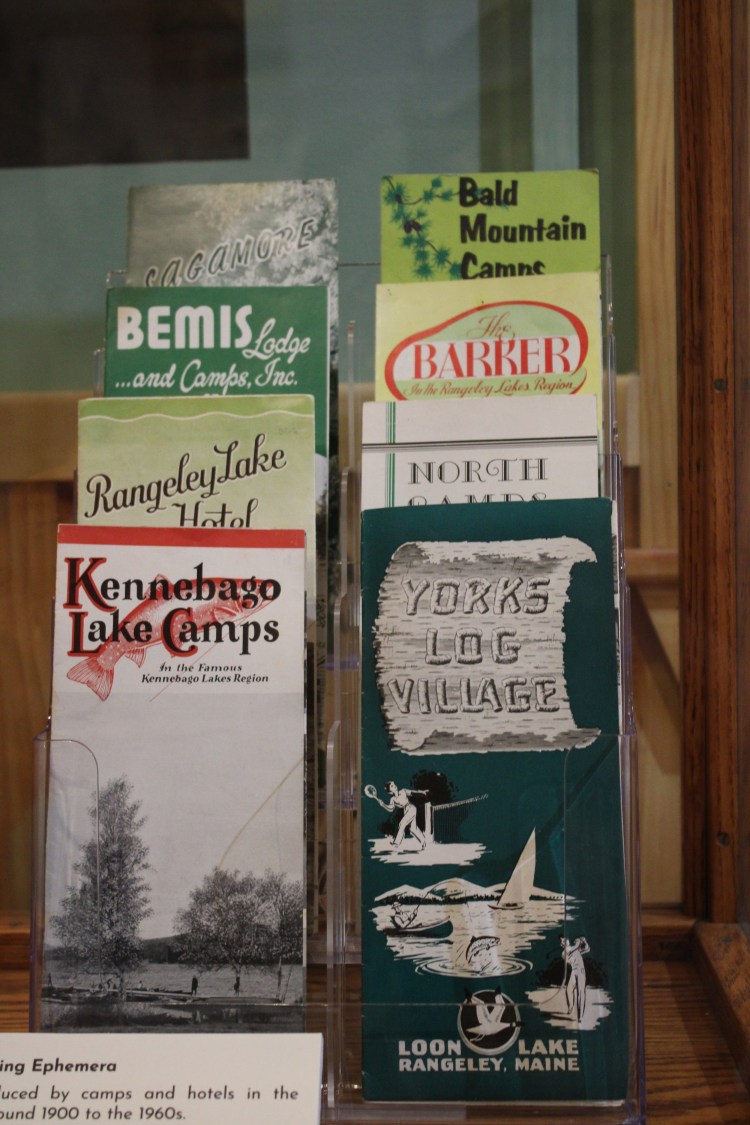 SAGAMORE
Bald
Mountain
Camps
BEMIS Lodge
...and Camps, Inc.
The
BARKER
In the Rangeley Lakes Region
Rangeley Lake
Hotel
NORTH
CAMPS
Kennebago
Lake Camps
In the Famous
Kennebago Lakes Region
YORKS
LOG
VILLAGE
LOON LAKE
RANGELEY, MAINE
ing Ephemera
duced by camps and hotels in the
ound 1900 to the 1960s.